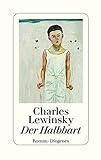 Charles
Lewinsky
Der Halbbart
Roman · Diogenes